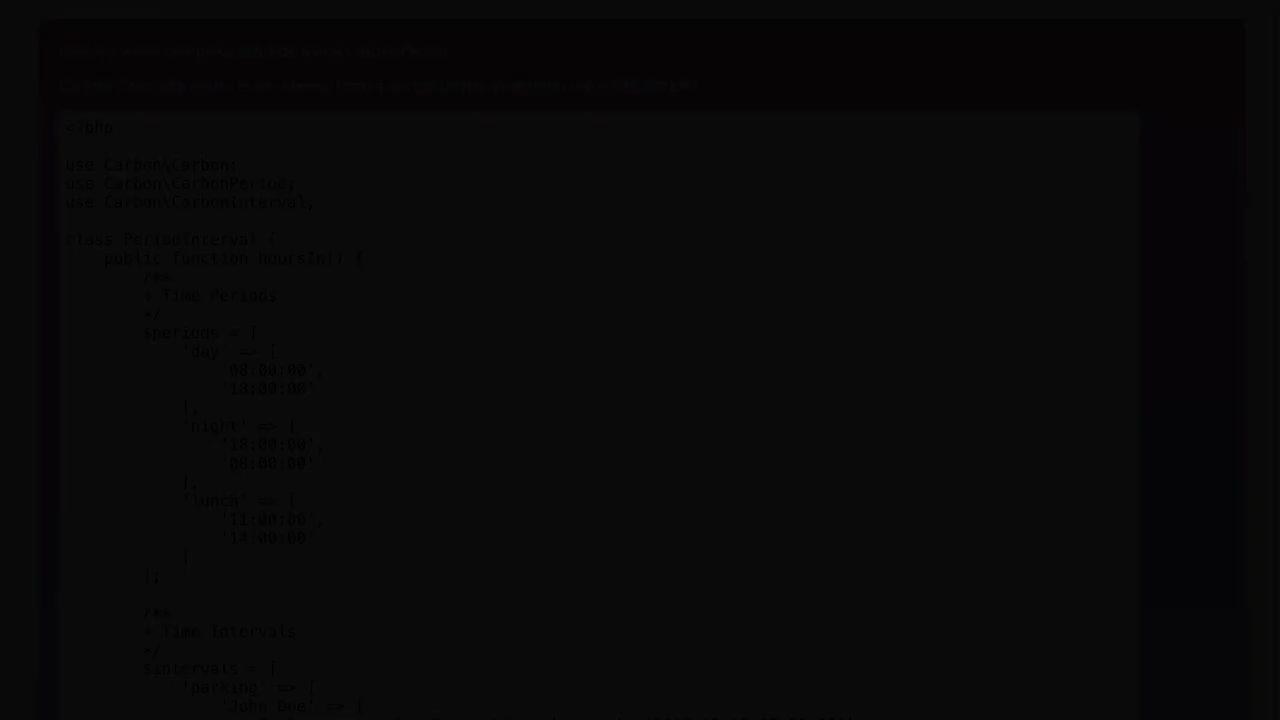 <?php
use Carbon\Carbon;
use Carbon\CarbonPeriod;
use Carbon\CarbonInterval;
class PeriodInterval {
public function hoursIn() {
/**
* Time Periods
*/
$periods = [
'day' => [
'08:00:00',
'18:00:00'
],
'night' => [
'18:00:00',
'08:00:00'
],
'lunch' => [
'11:00:00',
'14:00:00'
]
];
/**
* Time Intervals
*/
$intervals = [
'parking' => [
'John Doe' => [